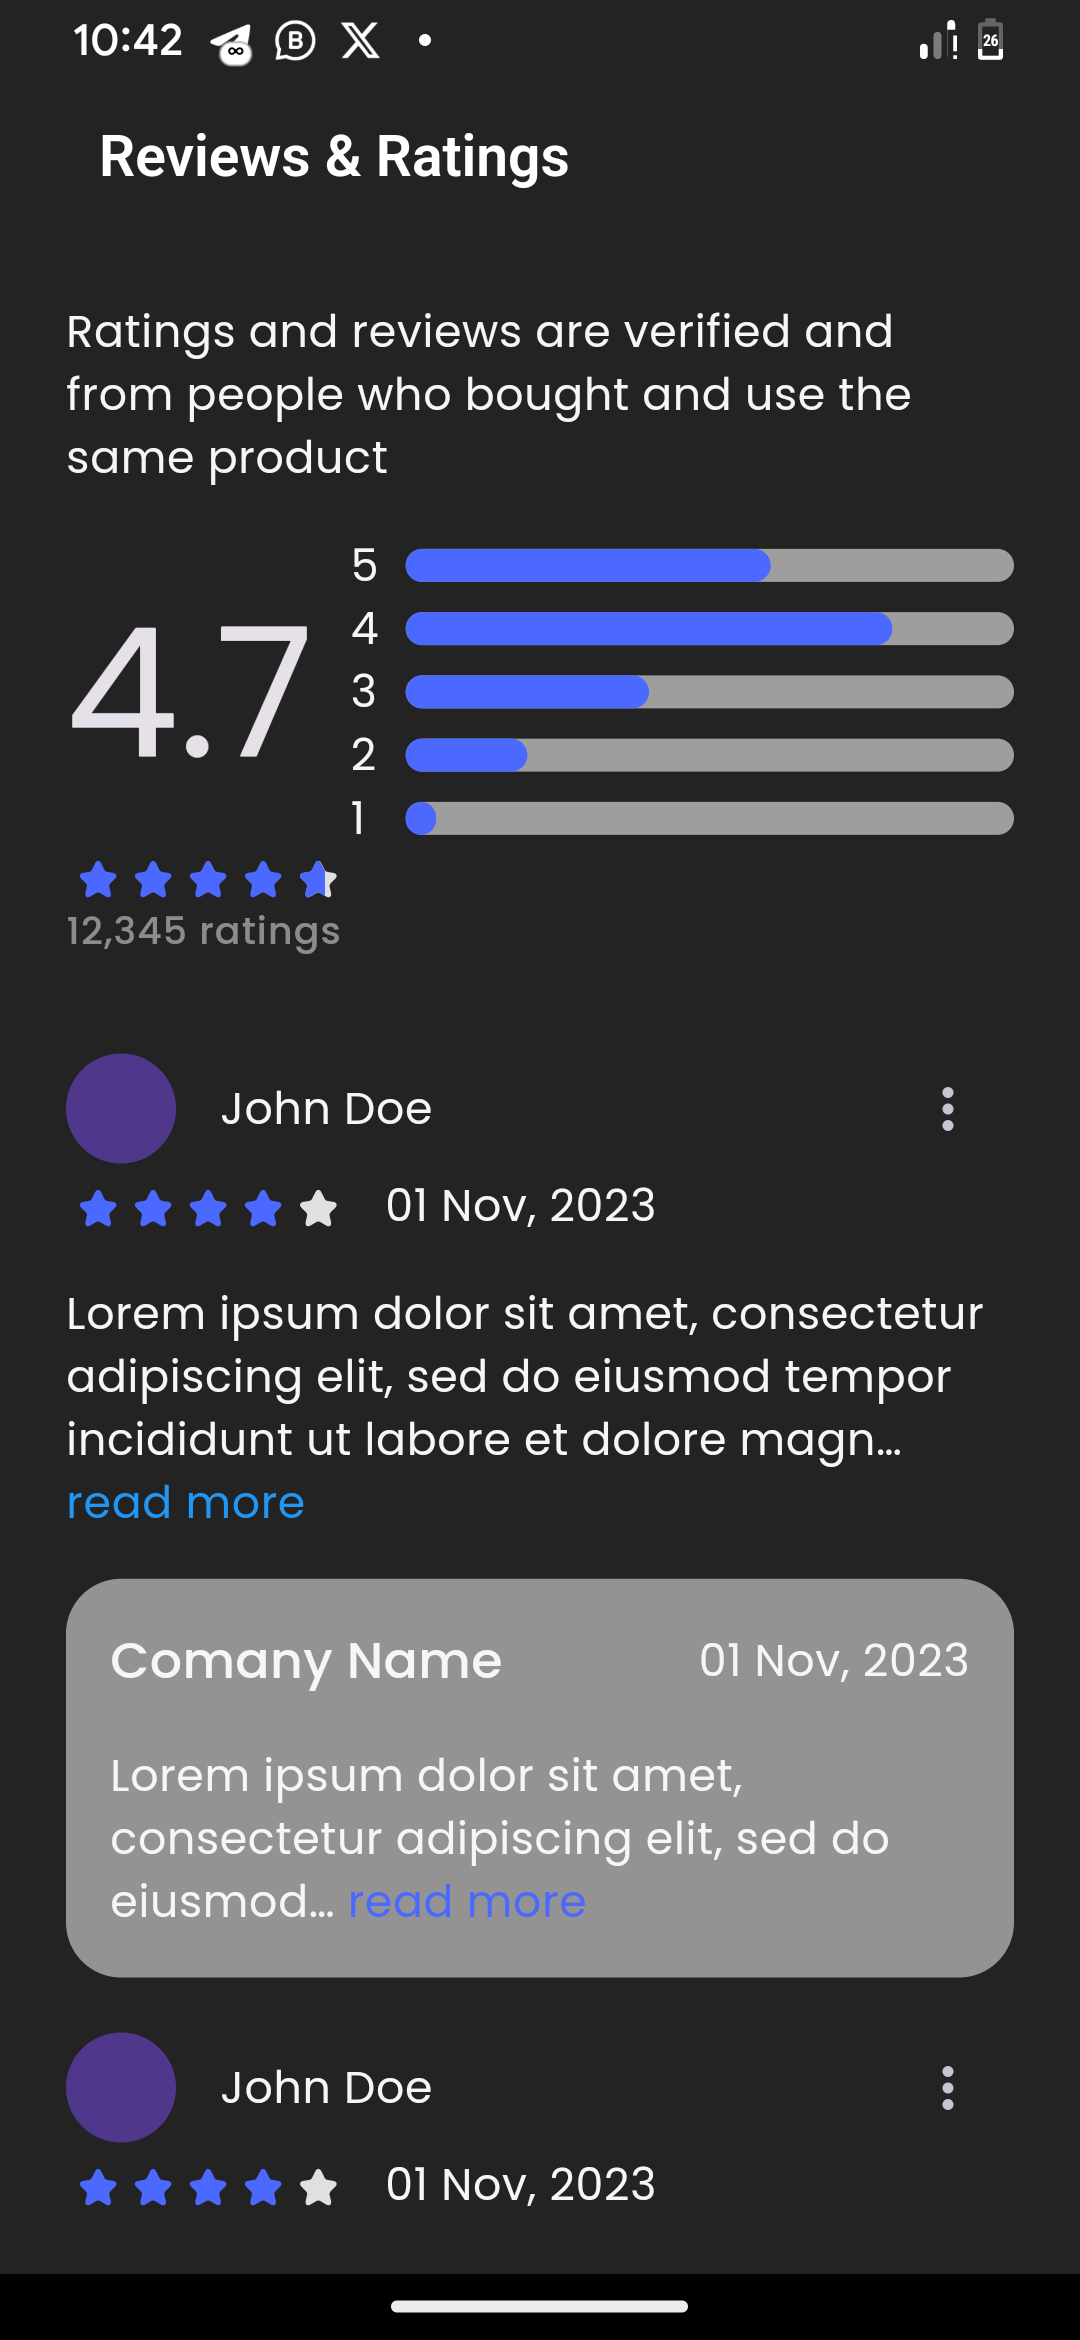 10:42
26
Reviews & Ratings
Ratings and reviews are verified and
from people who bought and use the
same product
5
4
4.7
3
2
1
12,345 ratings
John Doe
01 Nov, 2023
Lorem ipsum dolor sit amet, consectetur
adipiscing elit, sed do eiusmod tempor
incididunt ut labore et dolore magn...
read more
Comany Name 01 Nov, 2023
Lorem ipsum dolor sit amet,
consectetur adipiscing elit, sed do
eiusmod... read more
John Doe
01 Nov, 2023